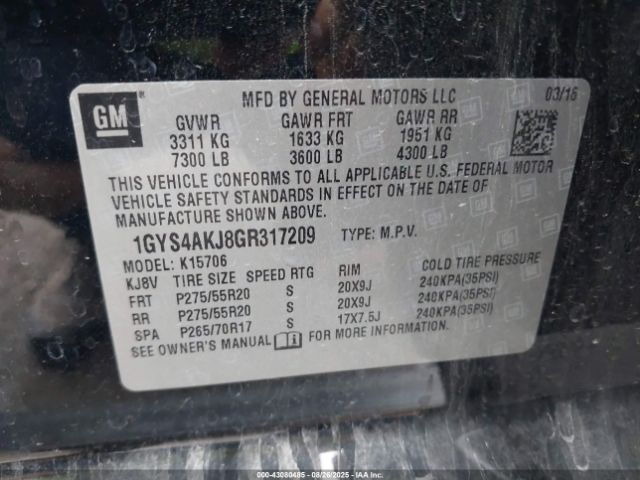 GM
MFD BY GENERAL MOTORS LLC 03/16
GVWR GAWR FRT GAWR RR
3311 KG 1633 KG 1951 KG
7300 LB 3600 LB 4300 LB
THIS VEHICLE CONFORMS TO ALL APPLICABLE U.S. FEDERAL MOTOR
VEHICLE SAFETY STANDARDS IN EFFECT ON THE DATE OF
MANUFACTURE SHOWN ABOVE.
1GYS4AKJ8GR317209 TYPE: M.P.V.
MODEL: K15706
KJ8V TIRE SIZE SPEED RTG RIM COLD TIRE PRESSURE
FRT P275/55R20 S 20X9J 240KPA(35PSI)
RR P275/55R20 S 20X9J 240KPA(35PSI)
SPA P265/70R17 S 17X7.5J 240KPA(35PSI)
SEE OWNER'S MANUAL FOR MORE INFORMATION.
000-43080485 - 08/26/2025 - IAAI.COM